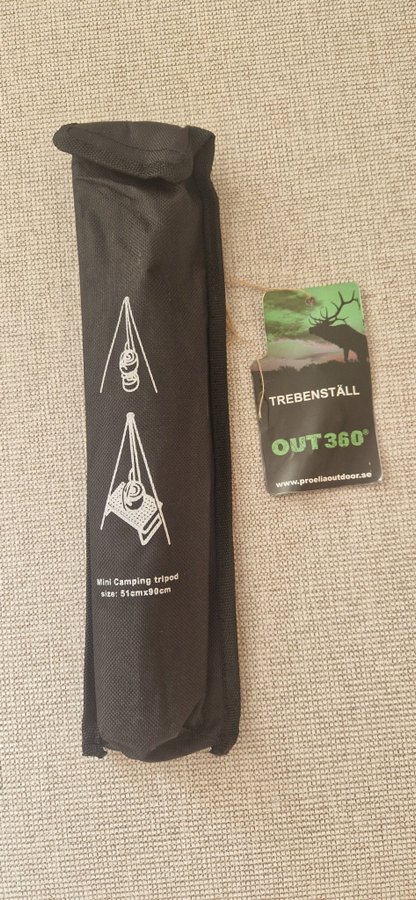 Mini Camping tripod
size: 51cmx90cm
TREBENSTÄLL
OUT360®
www.proeliaoutdoor.se